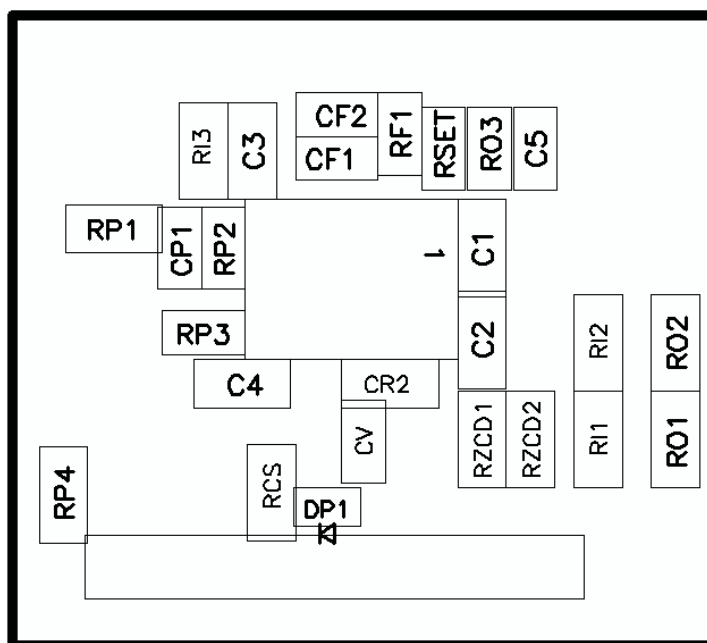 CF2
RI3
C3
RF1
RSET
RO3
C5
CF1
RP1
CP1
RP2
1
C1
RP3
C2
RI2
RO2
C4
CR2
CV
RZCD1
RZCD2
RI1
RO1
RP4
RCS
DP1